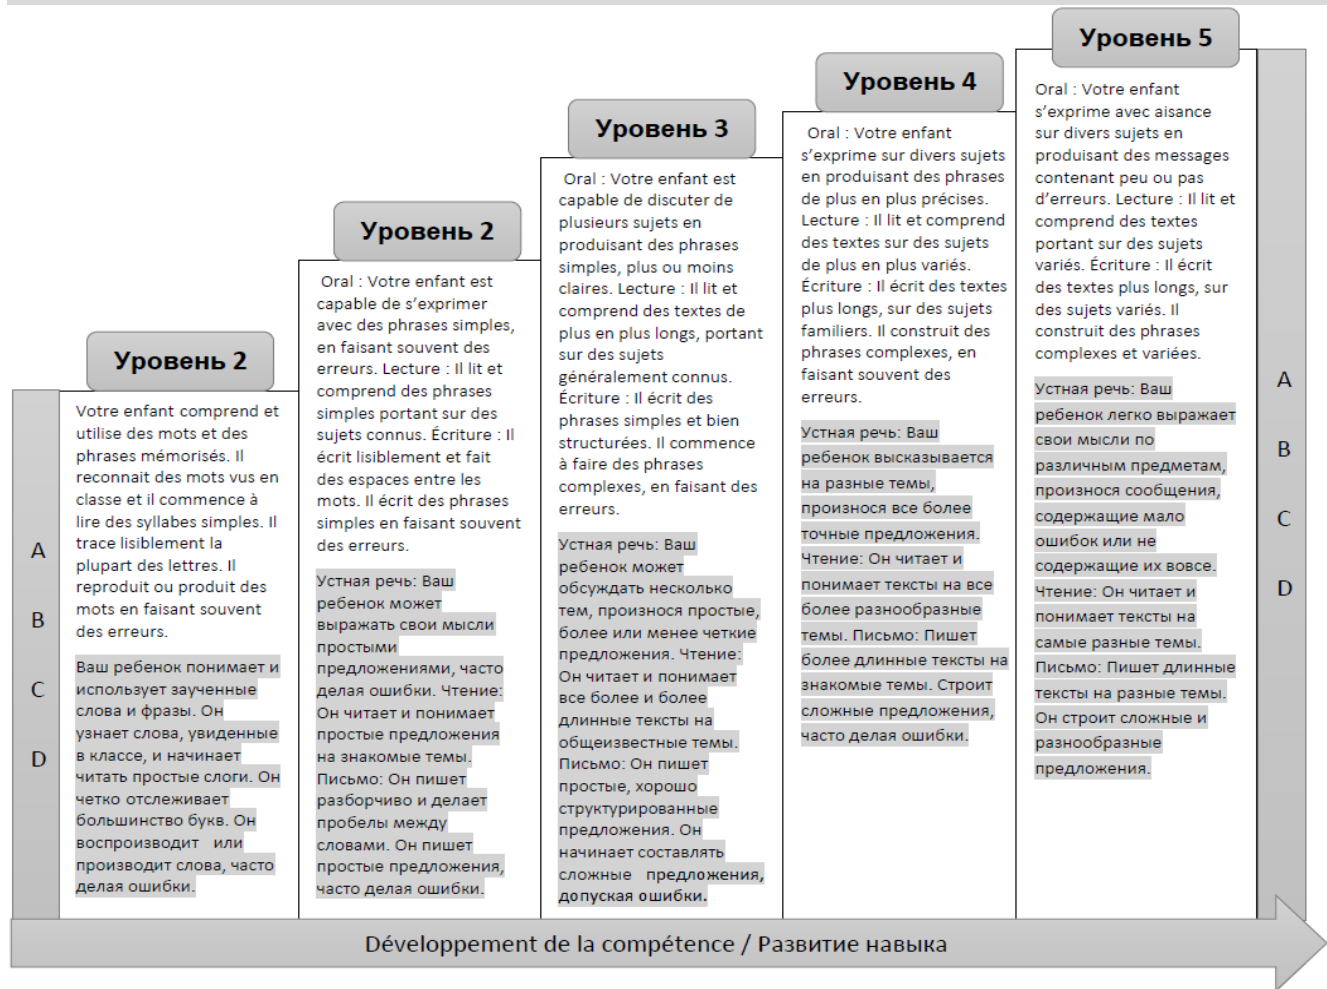 Уровень 2
Votre enfant comprend et
utilise des mots et des
phrases mémorisés. Il
reconnait des mots vus en
classe et il commence à
lire des syllabes simples. Il
trace lisiblement la
plupart des lettres. Il
reproduit ou produit des
mots en faisant souvent
des erreurs.
Ваш ребенок понимает и
использует заученные
слова и фразы. Он
узнает слова, увиденные
в классе, и начинает
читать простые слоги. Он
четко отслеживает
большинство букв. Он
воспроизводит или
производит слова, часто
делая ошибки.
Уровень 2
Oral : Votre enfant est
capable de s’exprimer
avec des phrases simples,
en faisant souvent des
erreurs. Lecture : Il lit et
comprend des phrases
simples portant sur des
sujets connus. Écriture : Il
écrit lisiblement et fait
des espaces entre les
mots. Il écrit des phrases
simples en faisant souvent
des erreurs.
Устная речь: Ваш
ребенок может
выражать свои мысли
простыми
предложениями, часто
делая ошибки. Чтение:
Он читает и понимает
простые предложения
на знакомые темы.
Письмо: Он пишет
разборчиво и делает
пробелы между
словами. Он пишет
простые предложения,
часто делая ошибки.
Уровень 3
Oral : Votre enfant est
capable de discuter de
plusieurs sujets en
produisant des phrases
simples, plus ou moins
claires. Lecture : Il lit et
comprend des textes de
plus en plus longs, portant
sur des sujets
généralement connus.
Écriture : Il écrit des
phrases simples et bien
structurées. Il commence
à faire des phrases
complexes, en faisant des
erreurs.
Устная речь: Ваш
ребенок может
обсуждать несколько
тем, произнося простые,
более или менее четкие
предложения. Чтение:
Он читает и понимает
все более и более
длинные тексты на
общеизвестные темы.
Письмо: Он пишет
простые, хорошо
структурированные
предложения. Он
начинает составлять
сложные предложения,
допуская ошибки.
Уровень 4
Oral : Votre enfant
s’exprime sur divers sujets
en produisant des phrases
de plus en plus précises.
Lecture : Il lit et comprend
des textes sur des sujets
de plus en plus variés.
Écriture : Il écrit des textes
plus longs, sur des sujets
familiers. Il construit des
phrases complexes, en
faisant souvent des
erreurs.
Устная речь: Ваш
ребенок высказывается
на разные темы,
произнося все более
точные предложения.
Чтение: Он читает и
понимает тексты на все
более разнообразные
темы. Письмо: Пишет
более длинные тексты на
знакомые темы. Строит
сложные предложения,
часто делая ошибки.
Уровень 5
Oral : Votre enfant
s’exprime avec aisance
sur divers sujets en
produisant des messages
contenant peu ou pas
d’erreurs. Lecture : Il lit et
comprend des textes
portant sur des sujets
variés. Écriture : Il écrit
des textes plus longs, sur
des sujets variés. Il
construit des phrases
complexes et variées.
Устная речь: Ваш
ребенок легко выражает
свои мысли по
различным предметам,
произнося сообщения,
содержащие мало
ошибок или не
содержащие их вовсе.
Чтение: Он читает и
понимает тексты на
самые разные темы.
Письмо: Пишет длинные
тексты на разные темы.
Он строит сложные и
разнообразные
предложения.
A
B
C
D
A
B
C
D
Développement de la compétence / Развитие навыка